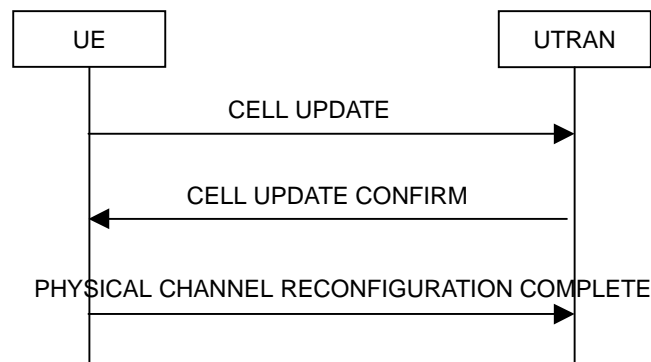 UE
UTRAN
CELL UPDATE
CELL UPDATE CONFIRM
PHYSICAL CHANNEL RECONFIGURATION COMPLETE